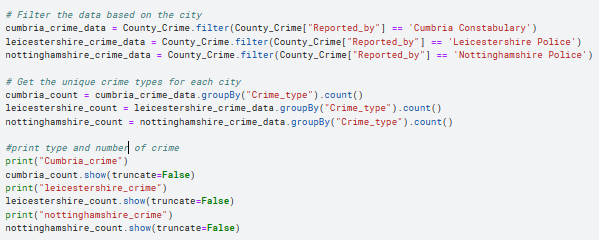 # Filter the data based on the city
cumbria_crime_data = County_Crime.filter(County_Crime["Reported_by"] == 'Cumbria Constabulary')
leicestershire_crime_data = County_Crime.filter(County_Crime["Reported_by"] == 'Leicestershire Police')
nottinghamshire_crime_data = County_Crime.filter(County_Crime["Reported_by"] == 'Nottinghamshire Police')
# Get the unique crime types for each city
cumbria_count = cumbria_crime_data.groupBy("Crime_type").count()
leicestershire_count = leicestershire_crime_data.groupBy("Crime_type").count()
nottinghamshire_count = nottinghamshire_crime_data.groupBy("Crime_type").count()
#print type and number of crime
print("Cumbria_crime")
cumbria_count.show(truncate=False)
print("leicestershire_crime")
leicestershire_count.show(truncate=False)
print("nottinghamshire_crime")
nottinghamshire_count.show(truncate=False)